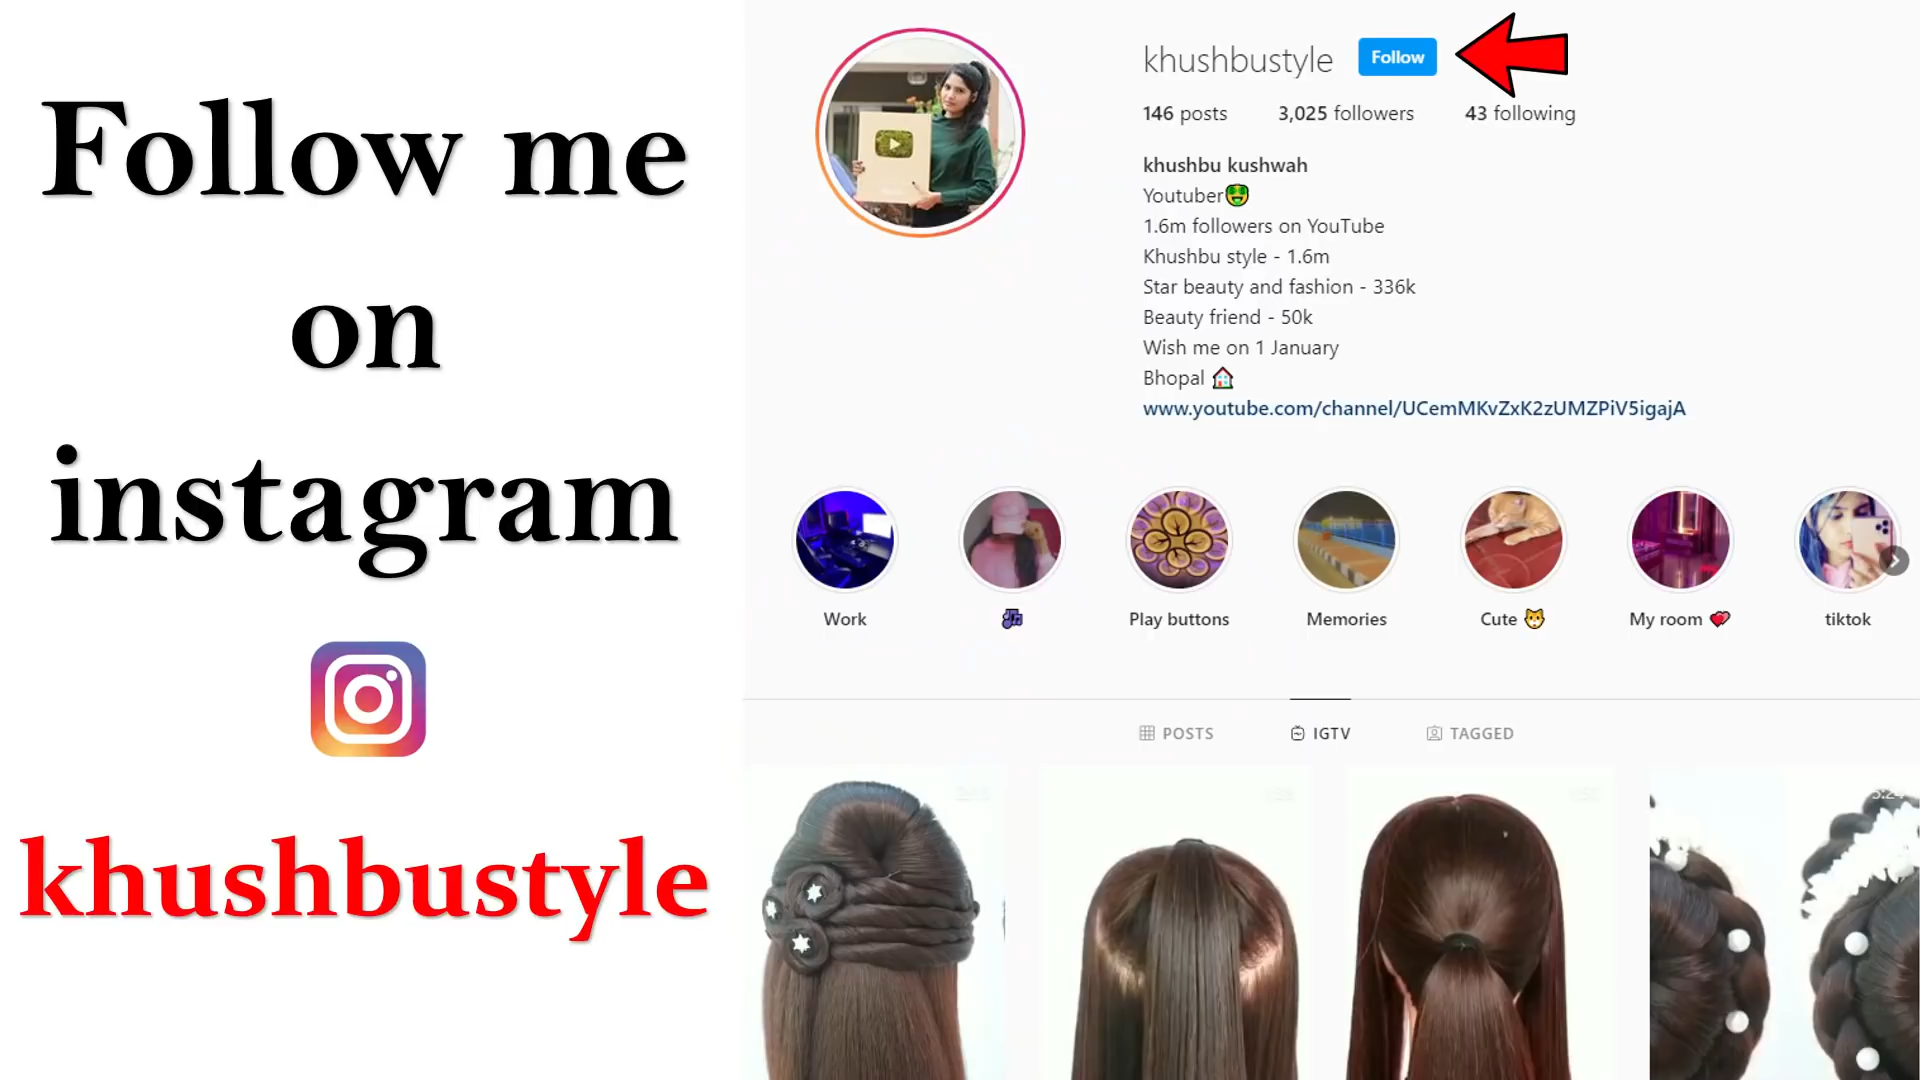 Follow me
on
instagram
khushbustyle
khushbustyle Follow
146 posts 3,025 followers 43 following
khushbu kushwah
Youtuber🤑
1.6m followers on YouTube
Khushbu style - 1.6m
Star beauty and fashion - 336k
Beauty friend - 50k
Wish me on 1 January
Bhopal 🏠
www.youtube.com/channel/UCemMKvZxK2zUMZPiV5igajA
Work 🎶 Play buttons Memories Cute 🐱 My room 💕 tiktok
POSTS IGTV TAGGED